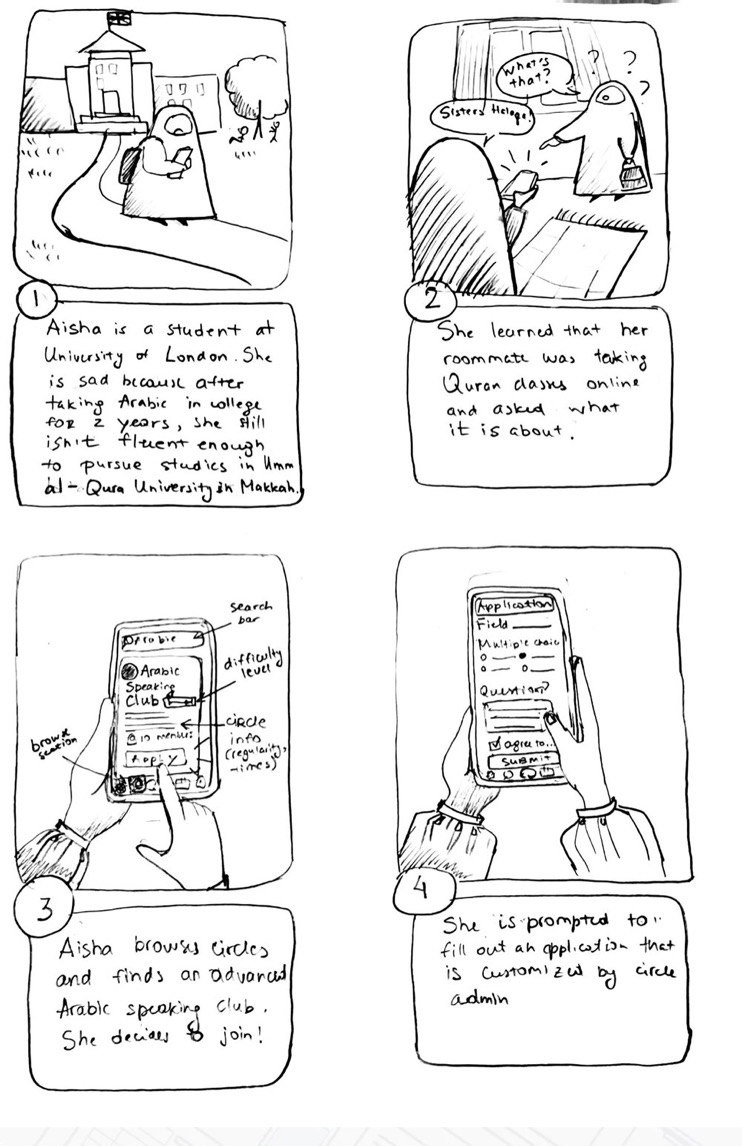 What's
that?
Sisters Halaqa!
? ? ?
1
Aisha is a student at
University of London. She
is sad because after
taking Arabic in college
for 2 years, she still
isn't fluent enough
to pursue studies in Umm
al-Qura University in Makkah.
2
She learned that her
roommate was taking
Quran classes online
and asked what
it is about.
search
bar
Arabic
Speaking
Club
difficulty
level
circle
info
(regularity,
times)
10 members
Apply
browse
section
3
Aisha browses circles
and finds an advanced
Arabic speaking club.
She decides to join!
Application
Field
Multiple choice
Question?
agree to...
Submit
4
She is prompted to
fill out an application that
is customized by circle
admin